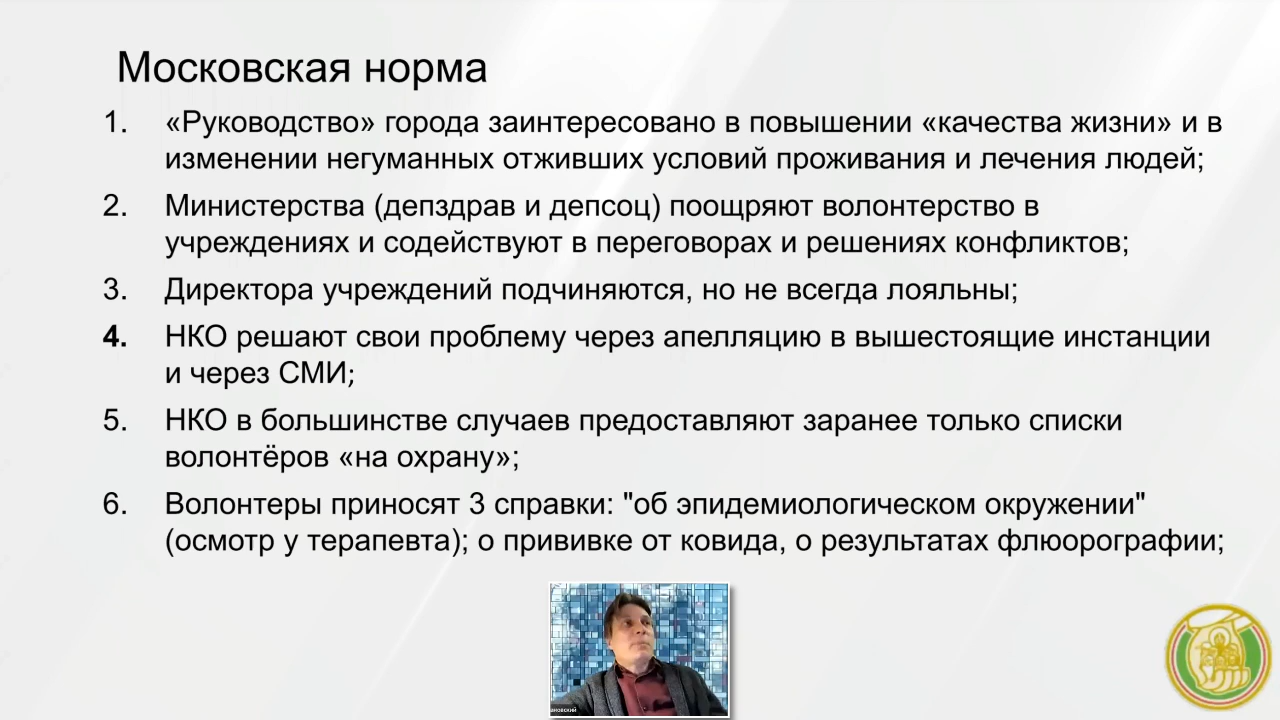 Московская норма
1. «Руководство» города заинтересовано в повышении «качества жизни» и в
изменении негуманных отживших условий проживания и лечения людей;
2. Министерства (депздрав и депсоц) поощряют волонтерство в
учреждениях и содействуют в переговорах и решениях конфликтов;
3. Директора учреждений подчиняются, но не всегда лояльны;
4. НКО решают свои проблему через апелляцию в вышестоящие инстанции
и через СМИ;
5. НКО в большинстве случаев предоставляют заранее только списки
волонтёров «на охрану»;
6. Волонтеры приносят 3 справки: "об эпидемиологическом окружении"
(осмотр у терапевта); о прививке от ковида, о результатах флюорографии;
ановский